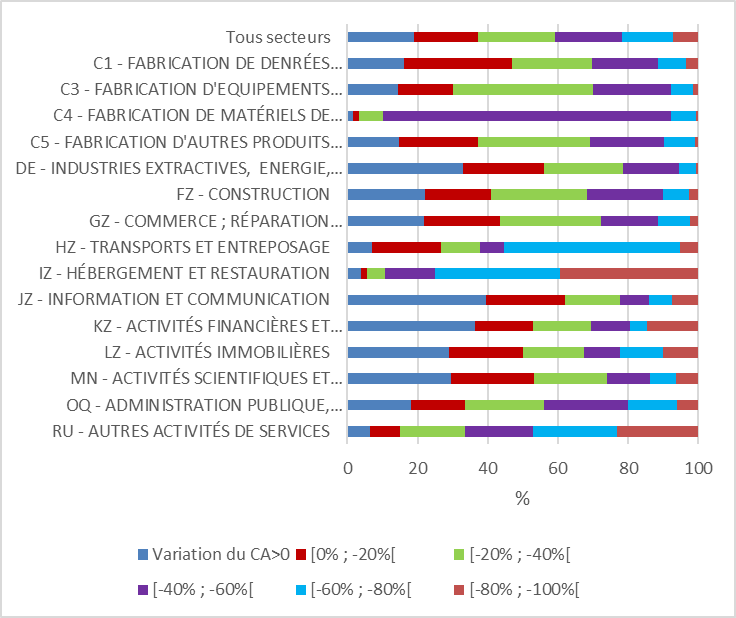 Tous secteurs
C1 - FABRICATION DE DENRÉES...
C3 - FABRICATION D'EQUIPEMENTS...
C4 - FABRICATION DE MATÉRIELS DE...
C5 - FABRICATION D'AUTRES PRODUITS...
DE - INDUSTRIES EXTRACTIVES, ENERGIE,...
FZ - CONSTRUCTION
GZ - COMMERCE ; RÉPARATION...
HZ - TRANSPORTS ET ENTREPOSAGE
IZ - HÉBERGEMENT ET RESTAURATION
JZ - INFORMATION ET COMMUNICATION
KZ - ACTIVITÉS FINANCIÈRES ET...
LZ - ACTIVITÉS IMMOBILIÈRES
MN - ACTIVITÉS SCIENTIFIQUES ET...
OQ - ADMINISTRATION PUBLIQUE,...
RU - AUTRES ACTIVITÉS DE SERVICES
0 20 40 60 80 100
%
Variation du CA>0 [0% ; -20%[ [-20% ; -40%[
[-40% ; -60%[ [-60% ; -80%[ [-80% ; -100%[